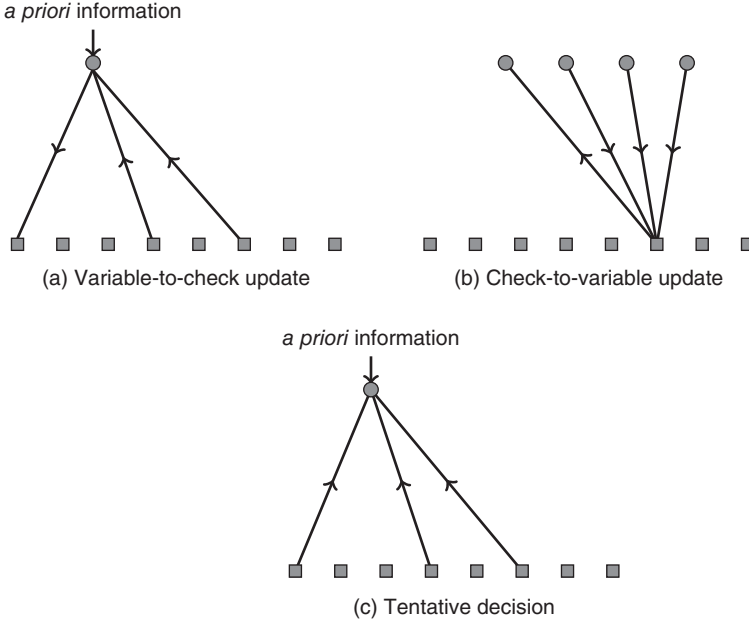 a priori information
(a) Variable-to-check update
(b) Check-to-variable update
a priori information
(c) Tentative decision